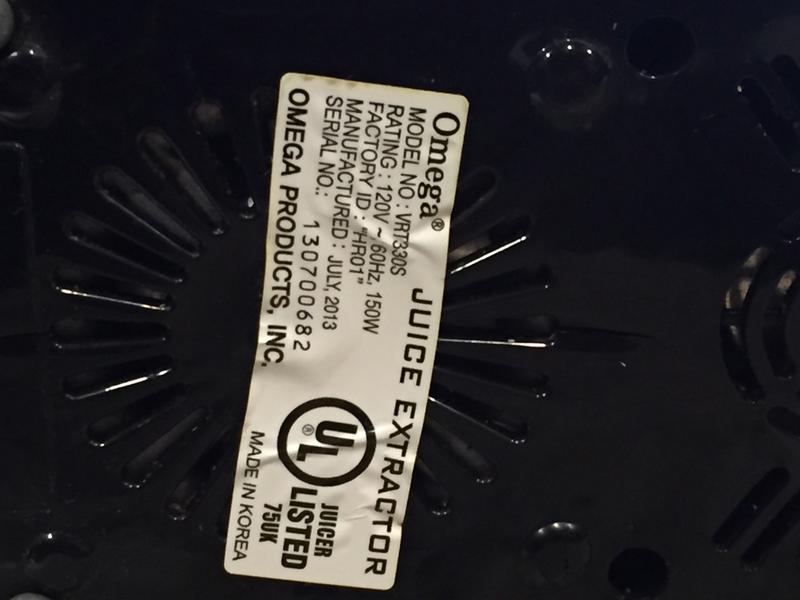 Omega® JUICE EXTRACTOR
MODEL NO : VRT330S
RATING : 120V ~ 60Hz, 150W
FACTORY ID : "HR01"
MANUFACTURED : JULY, 2013
SERIAL NO.: 130700682
OMEGA PRODUCTS, INC.
UL®
JUICER
LISTED
75UK
MADE IN KOREA